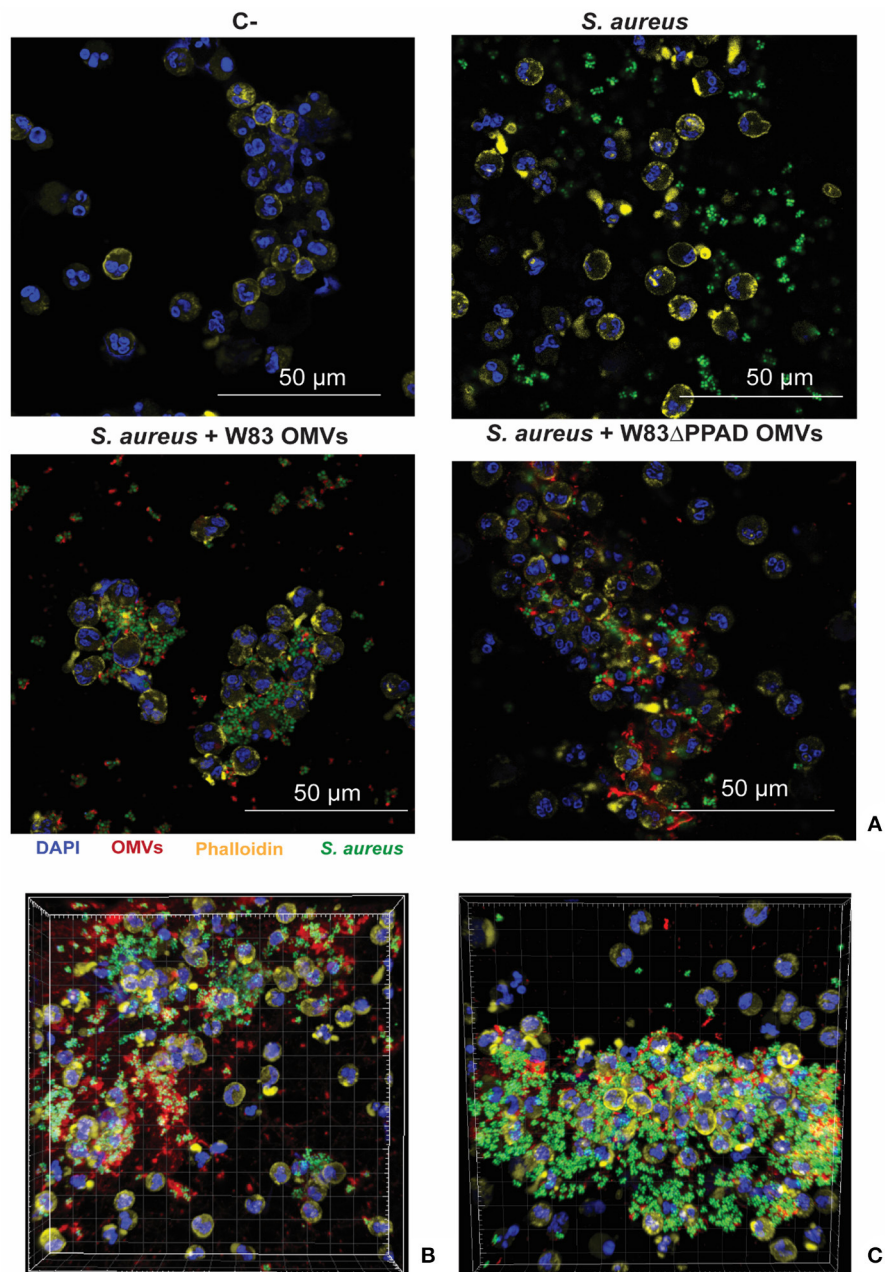 C-
S. aureus
50 µm
50 µm
S. aureus + W83 OMVs
S. aureus + W83ΔPPAD OMVs
50 µm
50 µm
A
DAPI OMVs Phalloidin S. aureus
B
C